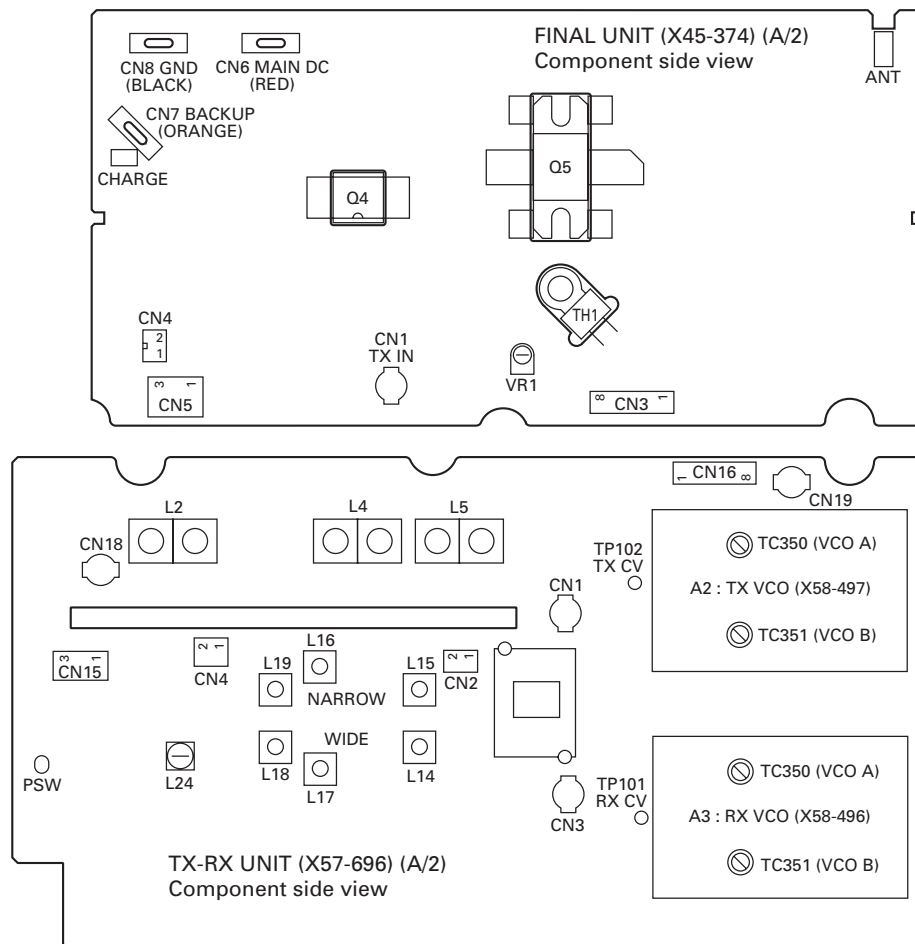 FINAL UNIT (X45-374) (A/2)
Component side view
CN8 GND
(BLACK)
CN6 MAIN DC
(RED)
ANT
CN7 BACKUP
(ORANGE)
CHARGE
Q4
Q5
TH1
CN4
2
1
CN1
TX IN
VR1
3 1
CN5
8 CN3 1
1 CN16 8
CN19
L2
L4
L5
CN18
TP102
TX CV
TC350 (VCO A)
A2 : TX VCO (X58-497)
TC351 (VCO B)
CN1
3 1
CN15
2 1
CN4
L16
L19
L15
2 1
CN2
NARROW
WIDE
L18
L17
L14
PSW
L24
CN3
TP101
RX CV
TC350 (VCO A)
A3 : RX VCO (X58-496)
TC351 (VCO B)
TX-RX UNIT (X57-696) (A/2)
Component side view